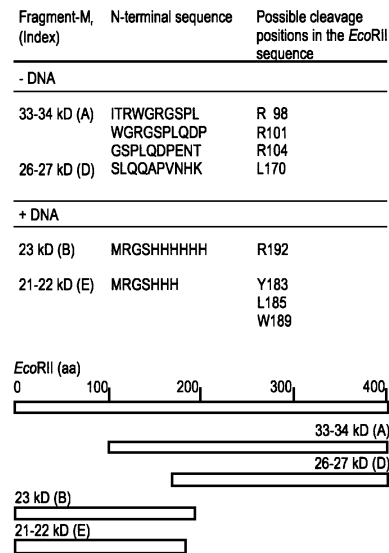 Fragment-Mr N-terminal sequence Possible cleavage
(Index) positions in the EcoRII
sequence
- DNA
33-34 kD (A) ITRWGRGSPL R 98
WGRGSPLQDP R101
GSPLQDPENT R104
26-27 kD (D) SLQQAPVNHK L170
+ DNA
23 kD (B) MRGSHHHHHH R192
21-22 kD (E) MRGSHHH Y183
L185
W189
EcoRII (aa)
0 100 200 300 400
33-34 kD (A)
26-27 kD (D)
23 kD (B)
21-22 kD (E)